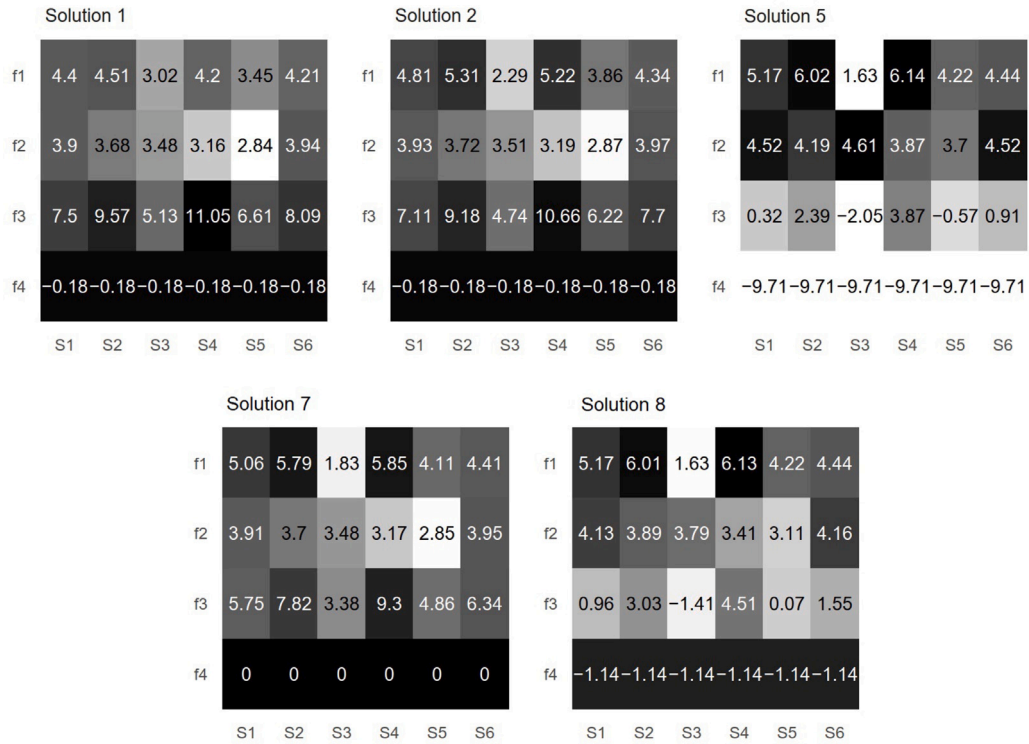 Solution 1
f1 4.4 4.51 3.02 4.2 3.45 4.21
f2 3.9 3.68 3.48 3.16 2.84 3.94
f3 7.5 9.57 5.13 11.05 6.61 8.09
f4 −0.18 −0.18 −0.18 −0.18 −0.18 −0.18
S1 S2 S3 S4 S5 S6
Solution 2
f1 4.81 5.31 2.29 5.22 3.86 4.34
f2 3.93 3.72 3.51 3.19 2.87 3.97
f3 7.11 9.18 4.74 10.66 6.22 7.7
f4 −0.18 −0.18 −0.18 −0.18 −0.18 −0.18
S1 S2 S3 S4 S5 S6
Solution 5
f1 5.17 6.02 1.63 6.14 4.22 4.44
f2 4.52 4.19 4.61 3.87 3.7 4.52
f3 0.32 2.39 −2.05 3.87 −0.57 0.91
f4 −9.71 −9.71 −9.71 −9.71 −9.71 −9.71
S1 S2 S3 S4 S5 S6
Solution 7
f1 5.06 5.79 1.83 5.85 4.11 4.41
f2 3.91 3.7 3.48 3.17 2.85 3.95
f3 5.75 7.82 3.38 9.3 4.86 6.34
f4 0 0 0 0 0 0
S1 S2 S3 S4 S5 S6
Solution 8
f1 5.17 6.01 1.63 6.13 4.22 4.44
f2 4.13 3.89 3.79 3.41 3.11 4.16
f3 0.96 3.03 −1.41 4.51 0.07 1.55
f4 −1.14 −1.14 −1.14 −1.14 −1.14 −1.14
S1 S2 S3 S4 S5 S6